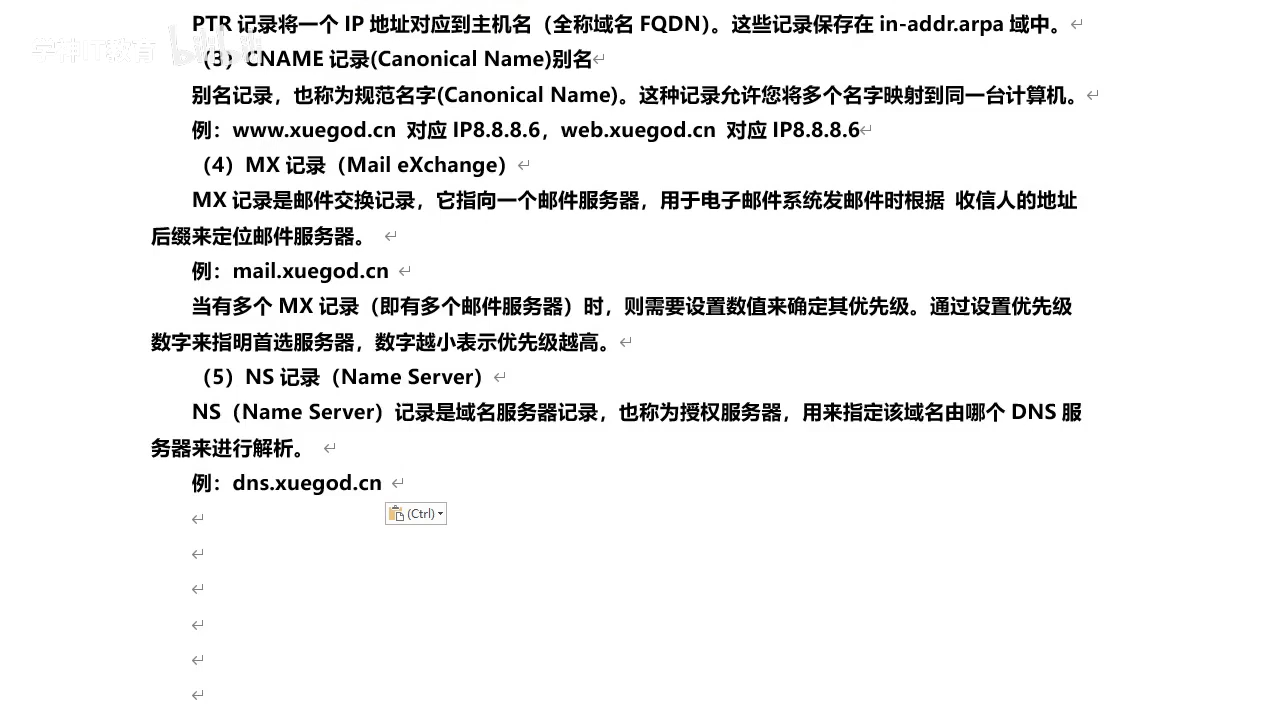 PTR 记录将一个 IP 地址对应到主机名（全称域名 FQDN）。这些记录保存在 in-addr.arpa 域中。
学神IT教育 bilibili
（3）CNAME 记录(Canonical Name)别名
别名记录，也称为规范名字(Canonical Name)。这种记录允许您将多个名字映射到同一台计算机。
例：www.xuegod.cn 对应 IP8.8.8.6，web.xuegod.cn 对应 IP8.8.8.6
（4）MX 记录（Mail eXchange）
MX 记录是邮件交换记录，它指向一个邮件服务器，用于电子邮件系统发邮件时根据 收信人的地址
后缀来定位邮件服务器。
例：mail.xuegod.cn
当有多个 MX 记录（即有多个邮件服务器）时，则需要设置数值来确定其优先级。通过设置优先级
数字来指明首选服务器，数字越小表示优先级越高。
（5）NS 记录（Name Server）
NS（Name Server）记录是域名服务器记录，也称为授权服务器，用来指定该域名由哪个 DNS 服
务器来进行解析。
例：dns.xuegod.cn
(Ctrl)